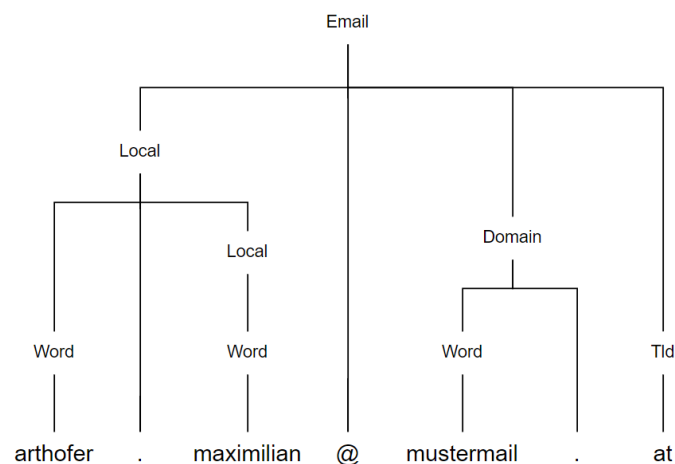 Email
Local
Local
Domain
Word Word Word Tld
arthofer . maximilian @ mustermail . at